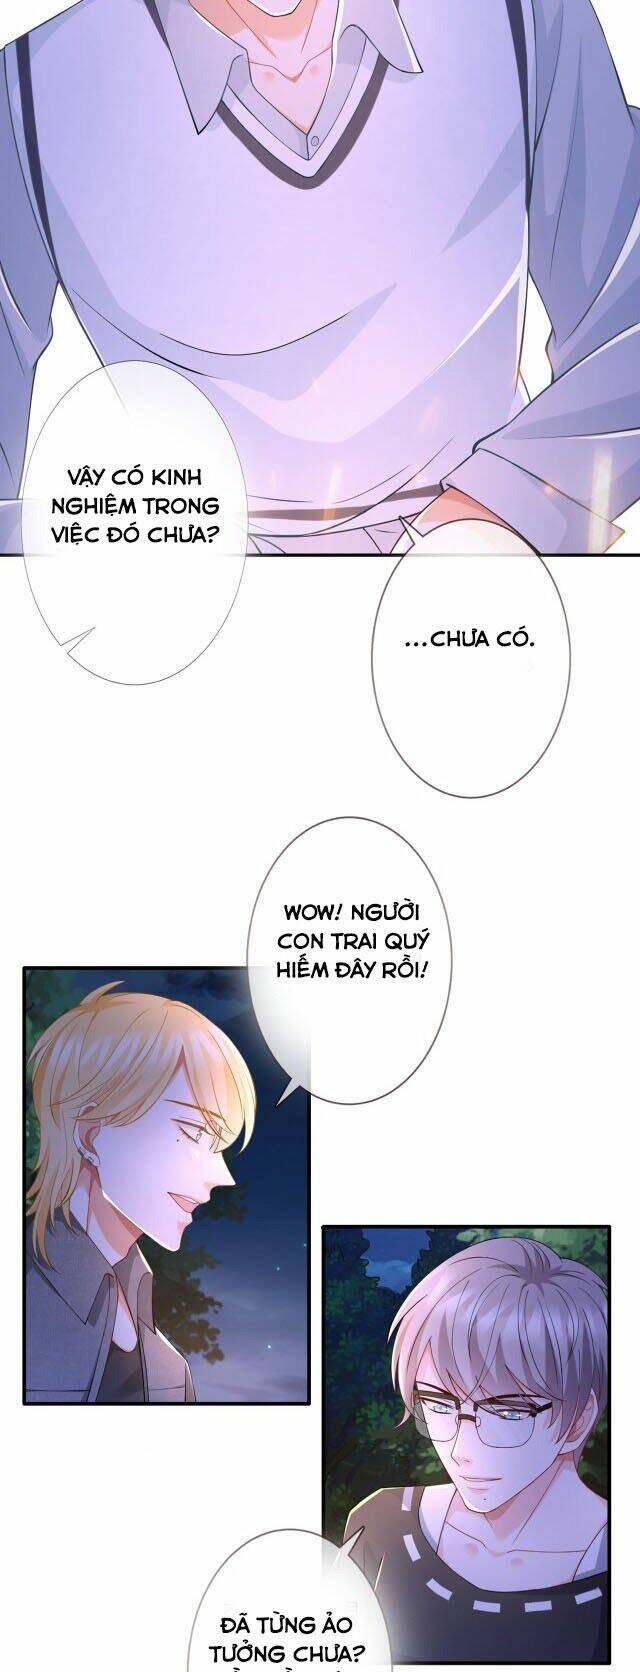 VẬY CÓ KINH
NGHIỆM TRONG
VIỆC ĐÓ CHƯA?
...CHƯA CÓ.
WOW! NGƯỜI
CON TRAI QUÝ
HIẾM ĐÂY RỒI!
ĐÃ TỪNG ẢO
TƯỞNG CHƯA?